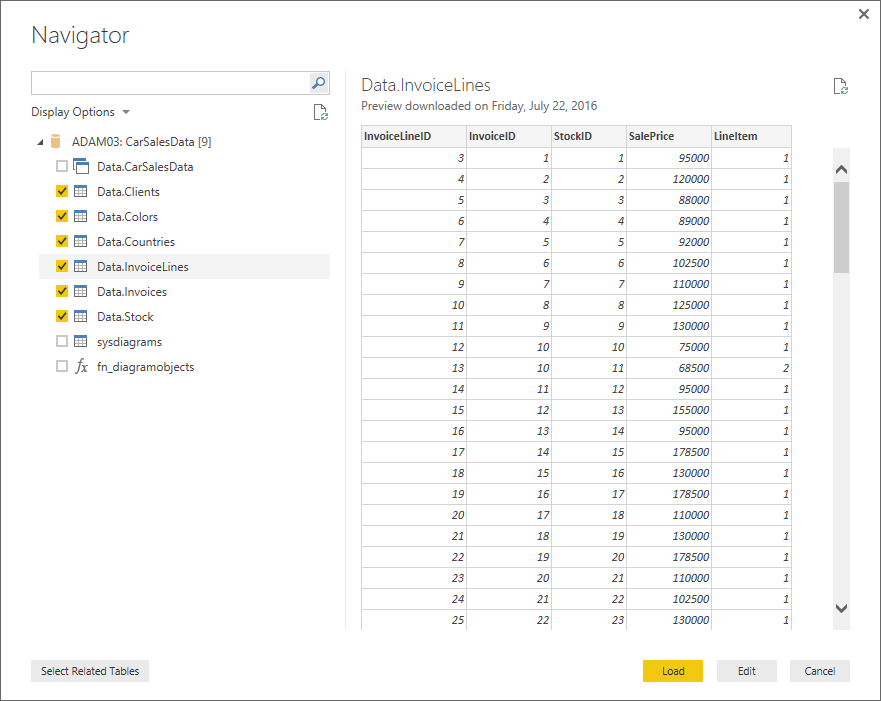 Navigator
Display Options
ADAM03: CarSalesData [9]
Data.CarSalesData
Data.Clients
Data.Colors
Data.Countries
Data.InvoiceLines
Data.Invoices
Data.Stock
sysdiagrams
fx fn_diagramobjects
Data.InvoiceLines
Preview downloaded on Friday, July 22, 2016
InvoiceLineID InvoiceID StockID SalePrice LineItem
3 1 1 95000 1
4 2 2 120000 1
5 3 3 88000 1
6 4 4 89000 1
7 5 5 92000 1
8 6 6 102500 1
9 7 7 110000 1
10 8 8 125000 1
11 9 9 130000 1
12 10 10 75000 1
13 10 11 68500 2
14 11 12 95000 1
15 12 13 155000 1
16 13 14 95000 1
17 14 15 178500 1
18 15 16 130000 1
19 16 17 178500 1
20 17 18 110000 1
21 18 19 130000 1
22 19 20 178500 1
23 20 21 110000 1
24 21 22 102500 1
25 22 23 130000 1
Select Related Tables
Load Edit Cancel